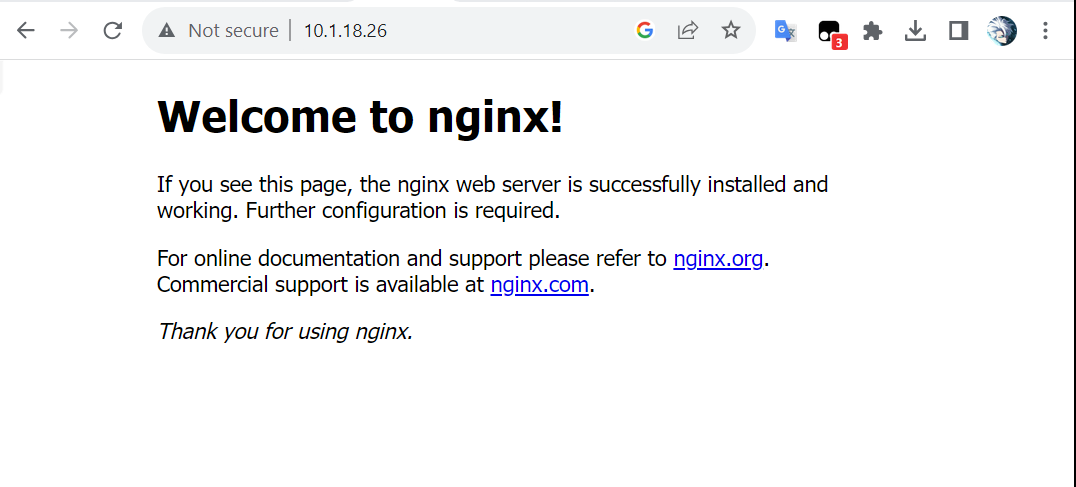 Not secure | 10.1.18.26
3
Welcome to nginx!
If you see this page, the nginx web server is successfully installed and
working. Further configuration is required.
For online documentation and support please refer to nginx.org.
Commercial support is available at nginx.com.
Thank you for using nginx.